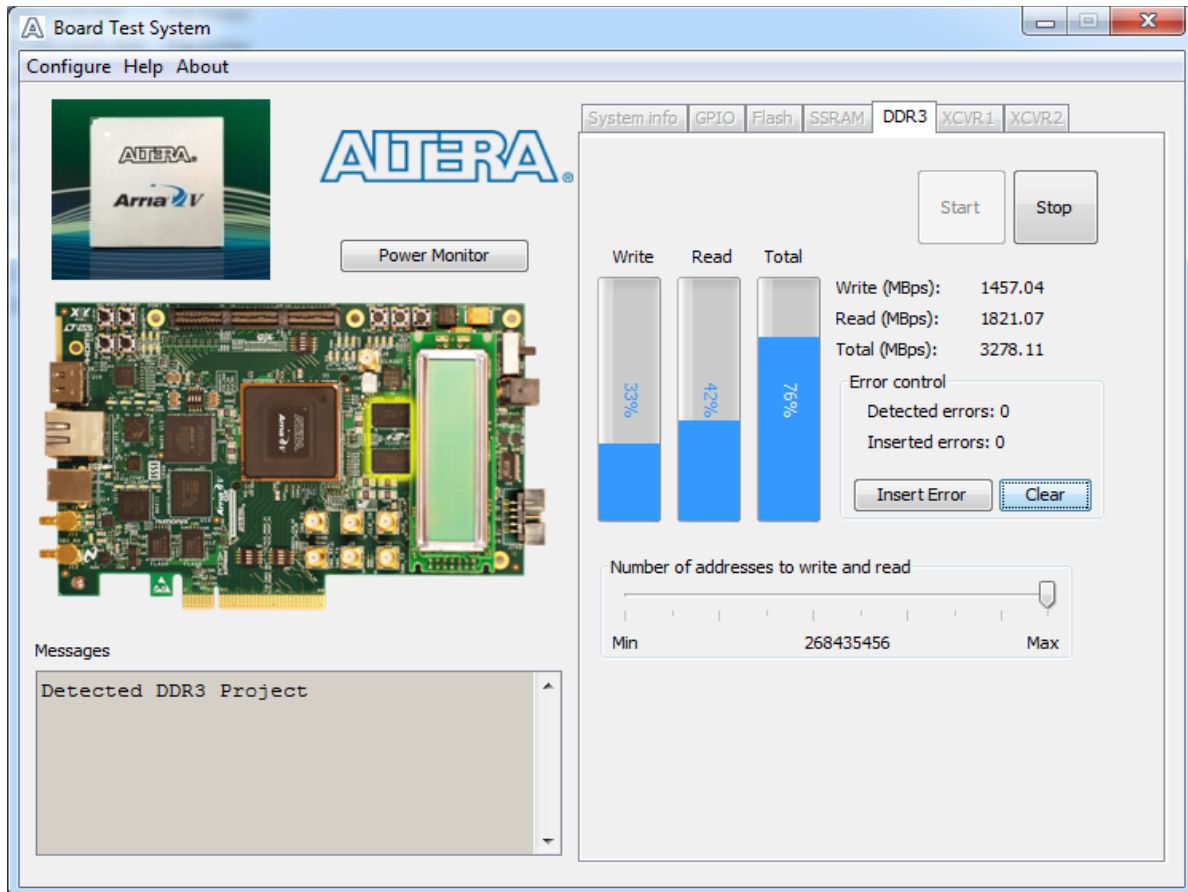 Board Test System
Configure Help About
ALTERA.
Arria V
ALTERA®
Power Monitor
Messages
Detected DDR3 Project
System info GPIO Flash SSRAM DDR3 XCVR1 XCVR2
Start Stop
Write Read Total
33% 42% 76%
Write (MBps): 1457.04
Read (MBps): 1821.07
Total (MBps): 3278.11
Error control
Detected errors: 0
Inserted errors: 0
Insert Error Clear
Number of addresses to write and read
Min 268435456 Max